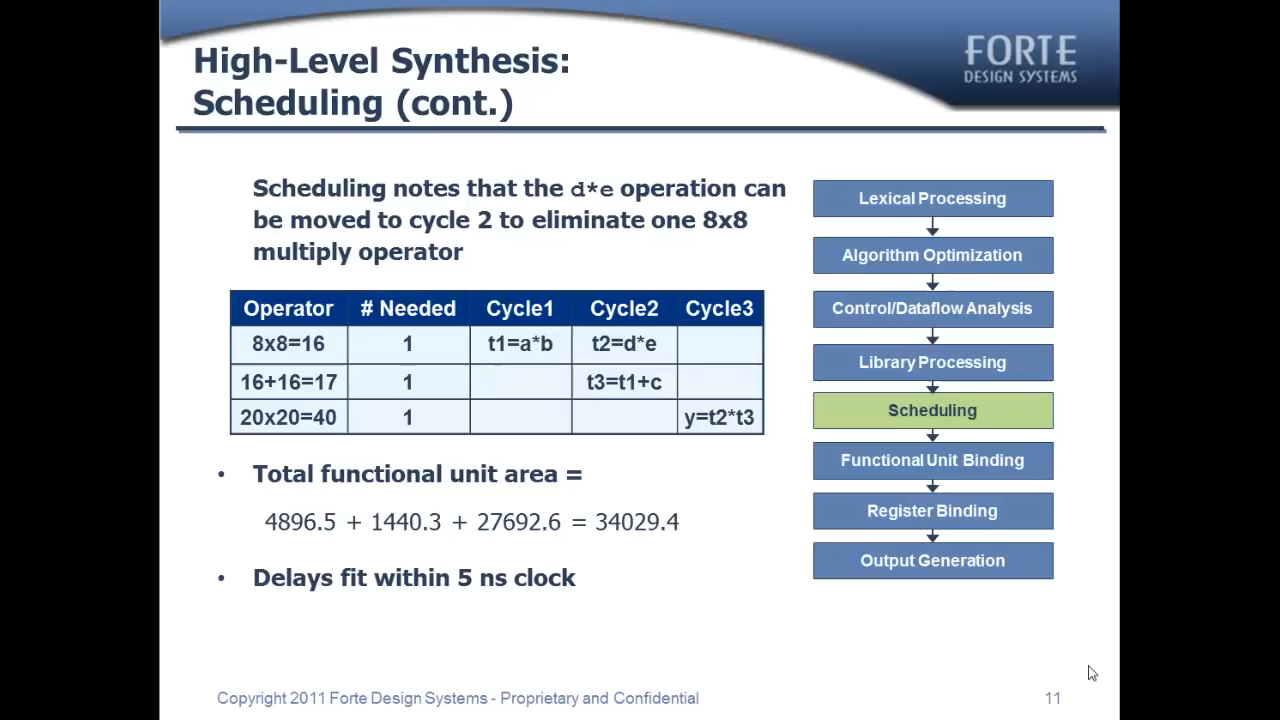 High-Level Synthesis:
Scheduling (cont.)
FORTE
DESIGN SYSTEMS
Scheduling notes that the d*e operation can
be moved to cycle 2 to eliminate one 8x8
multiply operator
Operator # Needed Cycle1 Cycle2 Cycle3
8x8=16 1 t1=a*b t2=d*e
16+16=17 1 t3=t1+c
20x20=40 1 y=t2*t3
• Total functional unit area =
4896.5 + 1440.3 + 27692.6 = 34029.4
• Delays fit within 5 ns clock
Lexical Processing
Algorithm Optimization
Control/Dataflow Analysis
Library Processing
Scheduling
Functional Unit Binding
Register Binding
Output Generation
Copyright 2011 Forte Design Systems - Proprietary and Confidential
11